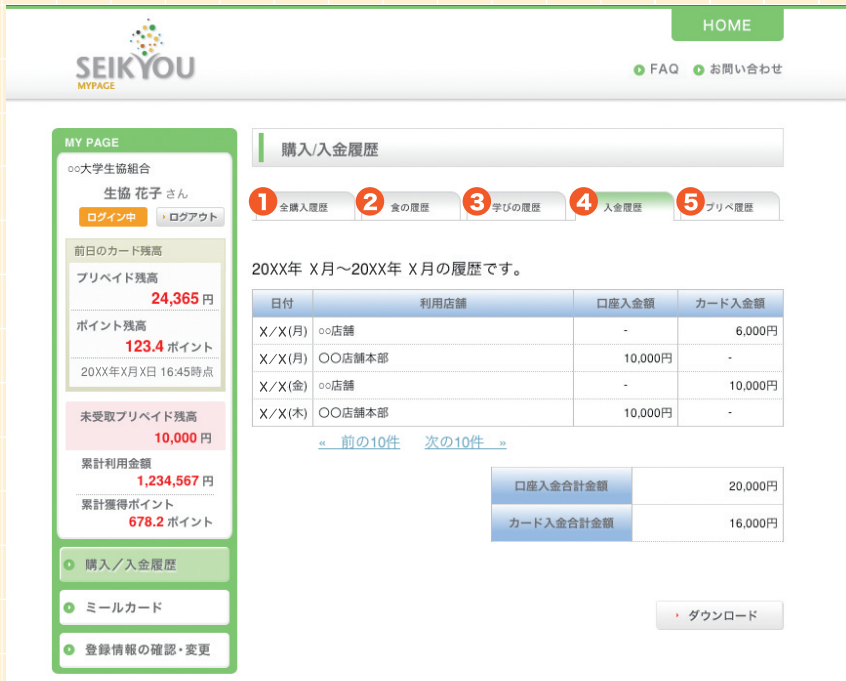 HOME
SEIKYOU
MYPAGE
FAQ お問い合わせ
MY PAGE
○○大学生協組合
生協 花子 さん
ログイン中 ログアウト
前日のカード残高
プリペイド残高
24,365 円
ポイント残高
123.4 ポイント
20XX年X月X日 16:45時点
未受取プリペイド残高
10,000 円
累計利用金額
1,234,567 円
累計獲得ポイント
678.2 ポイント
購入／入金履歴
ミールカード
登録情報の確認・変更
購入/入金履歴
1 全購入履歴 2 食の履歴 3 学びの履歴 4 入金履歴 5 プリペ履歴
20XX年 X月〜20XX年 X月の履歴です。
日付 利用店舗 口座入金額 カード入金額
X／X(月) ○○店舗 - 6,000円
X／X(月) 〇〇店舗本部 10,000円 -
X／X(金) ○○店舗 - 10,000円
X／X(木) 〇〇店舗本部 10,000円 -
« 前の10件 次の10件 »
口座入金合計金額 20,000円
カード入金合計金額 16,000円
ダウンロード